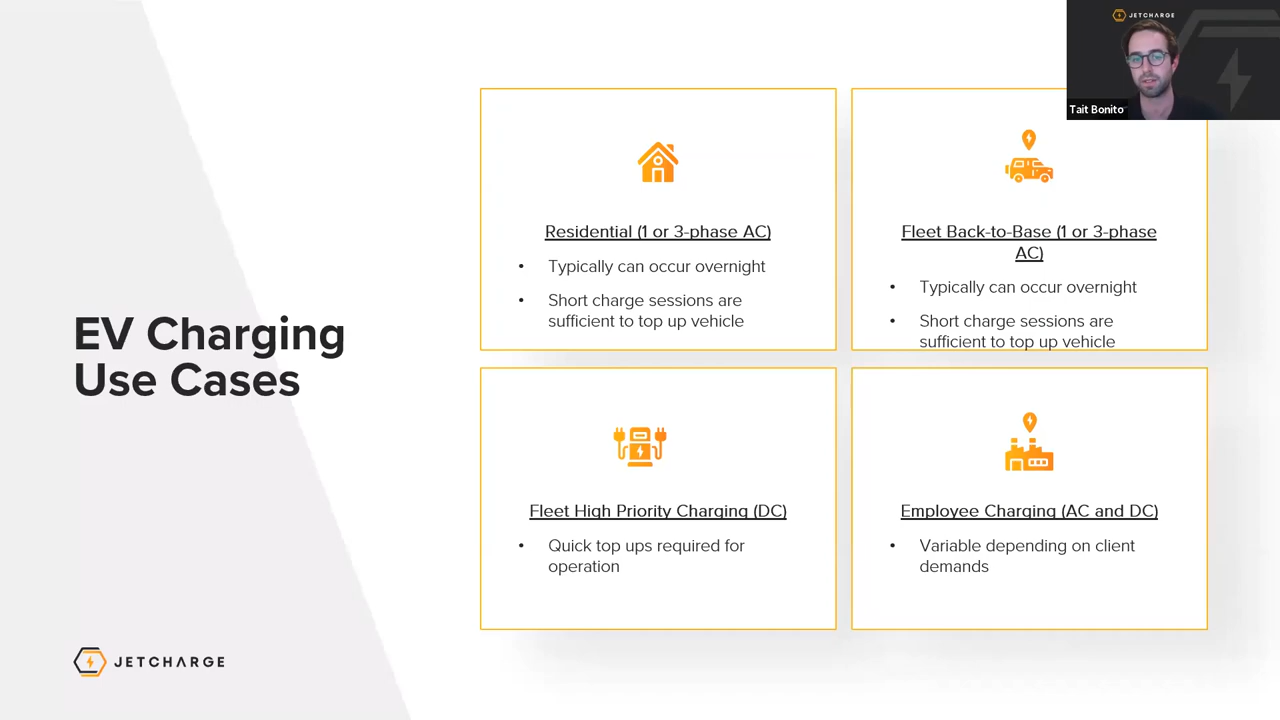 JETCHARGE
Tait Bonito
EV Charging
Use Cases
Residential (1 or 3-phase AC)
• Typically can occur overnight
• Short charge sessions are
sufficient to top up vehicle
Fleet Back-to-Base (1 or 3-phase
AC)
• Typically can occur overnight
• Short charge sessions are
sufficient to top up vehicle
Fleet High Priority Charging (DC)
• Quick top ups required for
operation
Employee Charging (AC and DC)
• Variable depending on client
demands
JETCHARGE